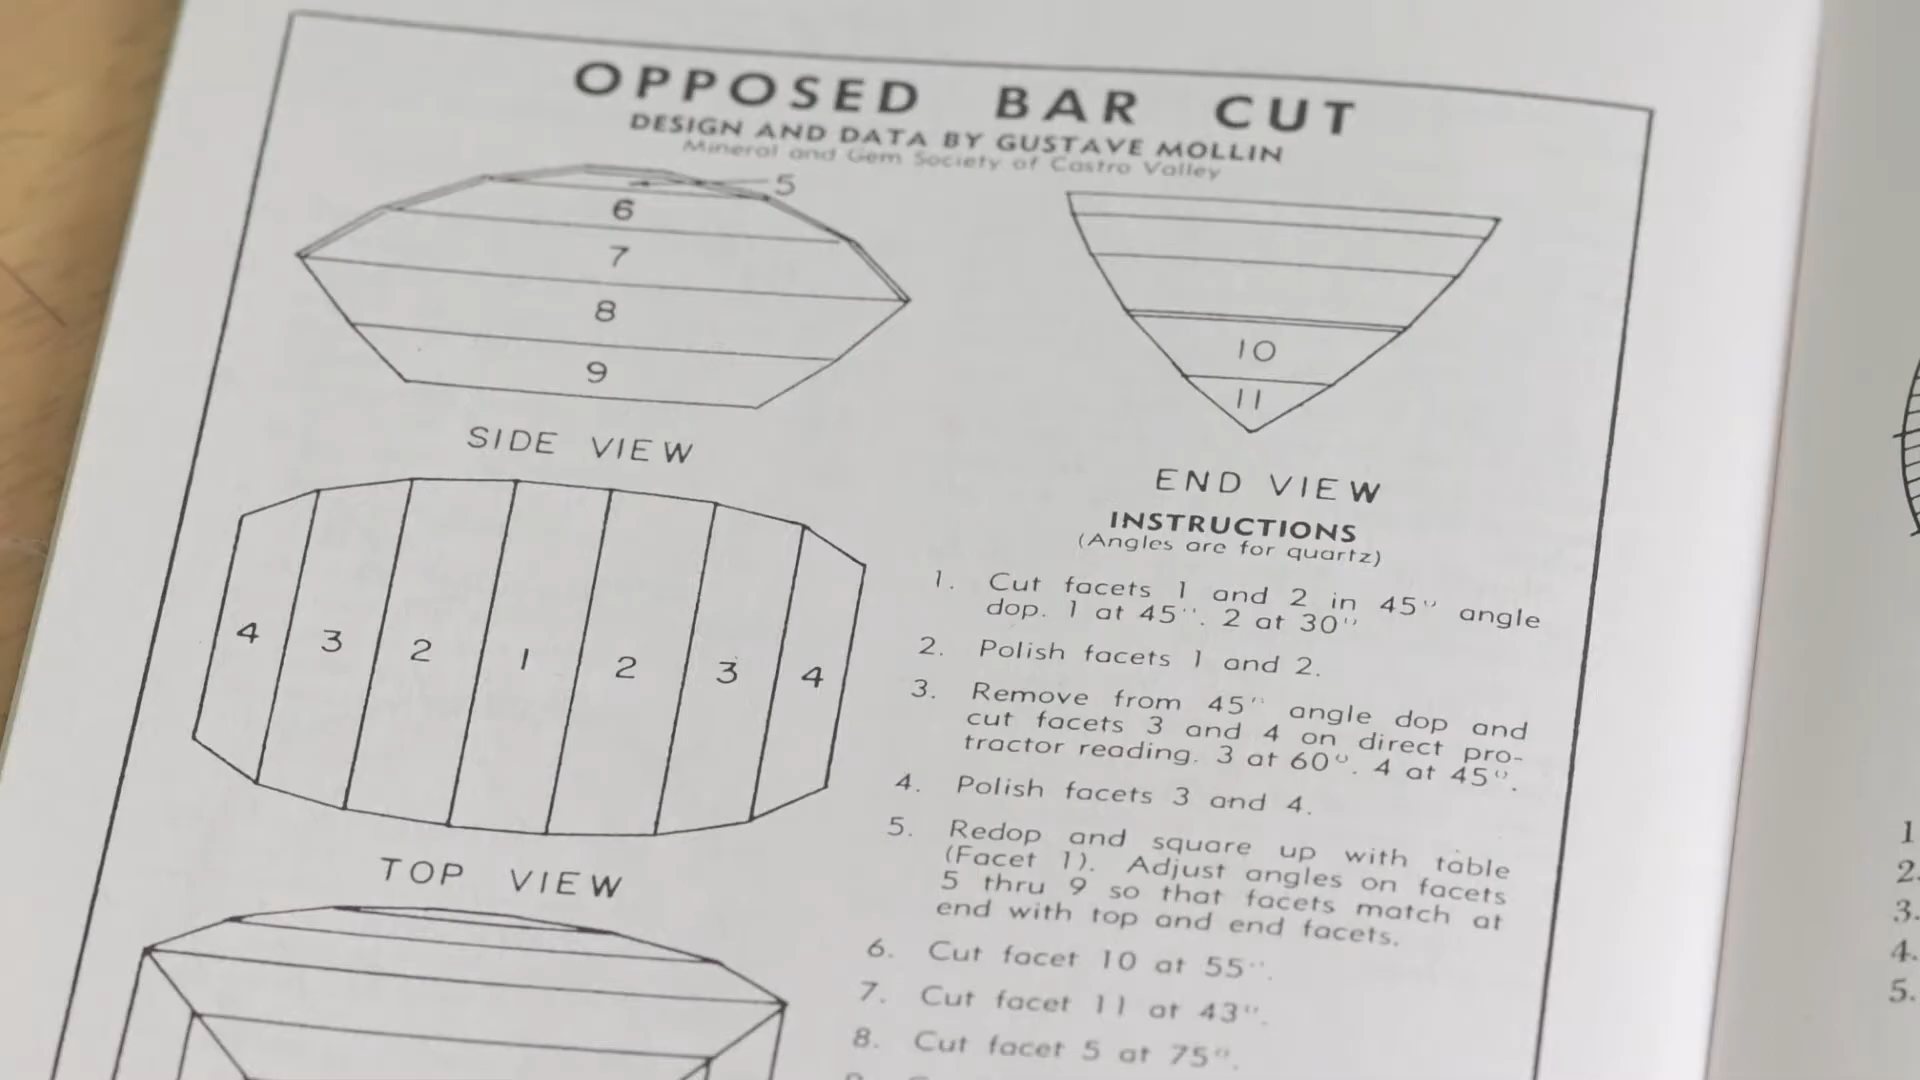 OPPOSED BAR CUT
DESIGN AND DATA BY GUSTAVE MOLLIN
Mineral and Gem Society of Castro Valley
5
6
7
8
9
SIDE VIEW
10
11
END VIEW
4 3 2 1 2 3 4
TOP VIEW
INSTRUCTIONS
(Angles are for quartz)
1. Cut facets 1 and 2 in 45° angle
dop. 1 at 45°. 2 at 30°
2. Polish facets 1 and 2.
3. Remove from 45° angle dop and
cut facets 3 and 4 on direct pro-
tractor reading. 3 at 60°. 4 at 45°.
4. Polish facets 3 and 4.
5. Redop and square up with table
(Facet 1). Adjust angles on facets
5 thru 9 so that facets match at
end with top and end facets.
6. Cut facet 10 at 55°.
7. Cut facet 11 at 43°.
8. Cut facet 5 at 75°.
1
2.
3.
4.
5.